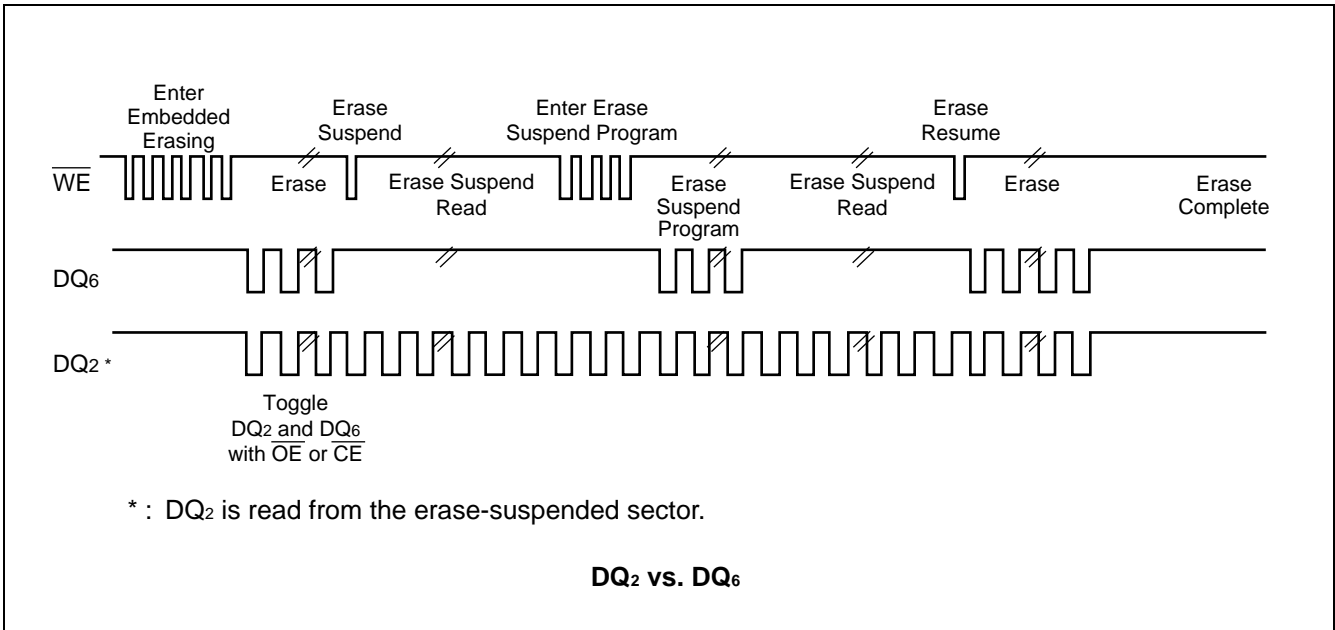 Enter
Embedded
Erasing
Erase
Suspend
Enter Erase
Suspend Program
Erase
Resume
WE
Erase
Erase Suspend
Read
Erase
Suspend
Program
Erase Suspend
Read
Erase
Erase
Complete
DQ6
DQ2 *
Toggle
DQ2 and DQ6
with OE or CE
* : DQ2 is read from the erase-suspended sector.
DQ2 vs. DQ6